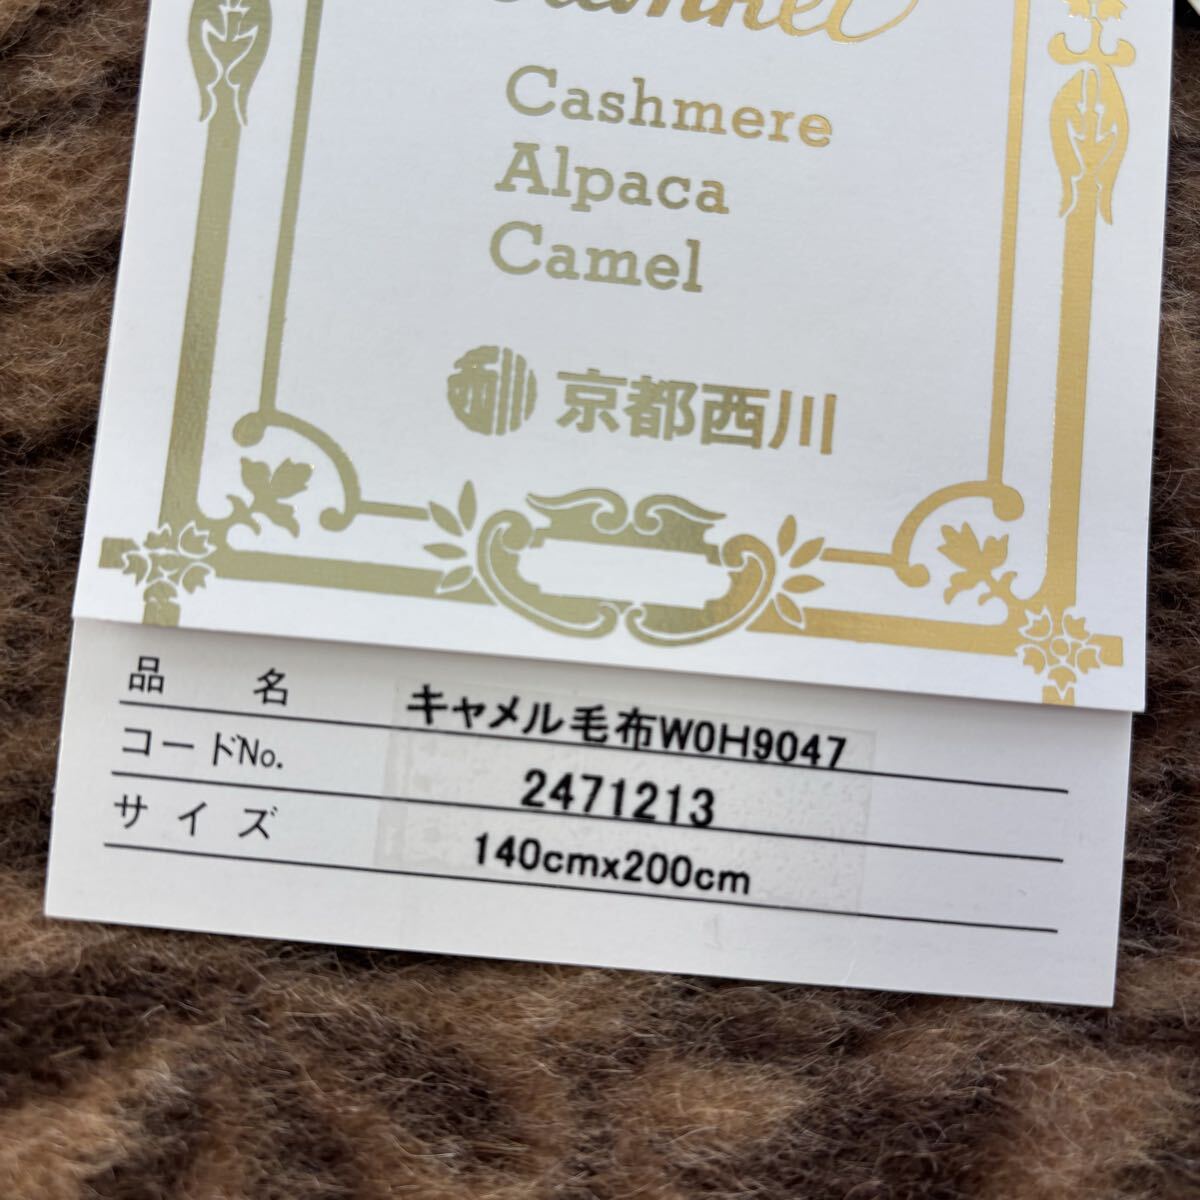 Cashmere
Alpaca
Camel
京都西川
品名 キャメル毛布W0H9047
コードNo. 2471213
サイズ 140cmx200cm